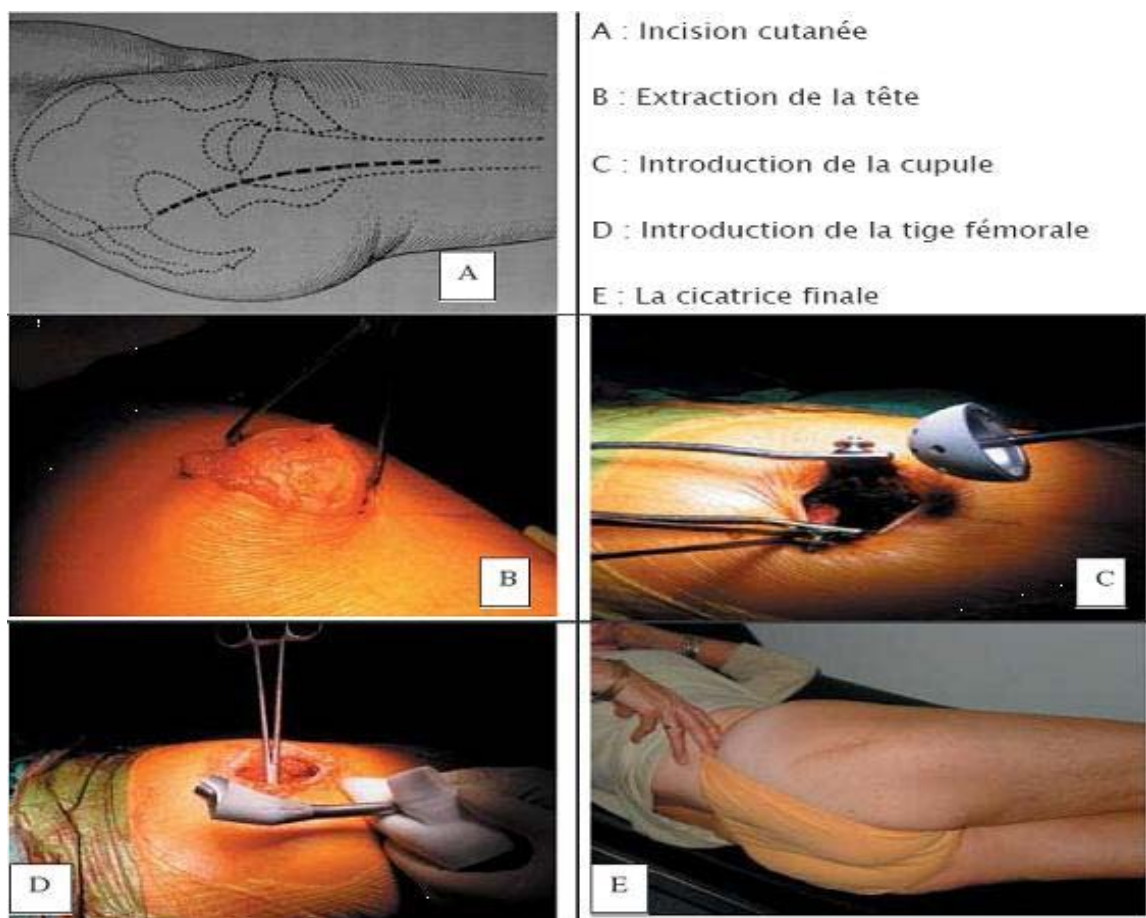 A : Incision cutanée
B : Extraction de la tête
C : Introduction de la cupule
D : Introduction de la tige fémorale
E : La cicatrice finale
A
B
C
D
E